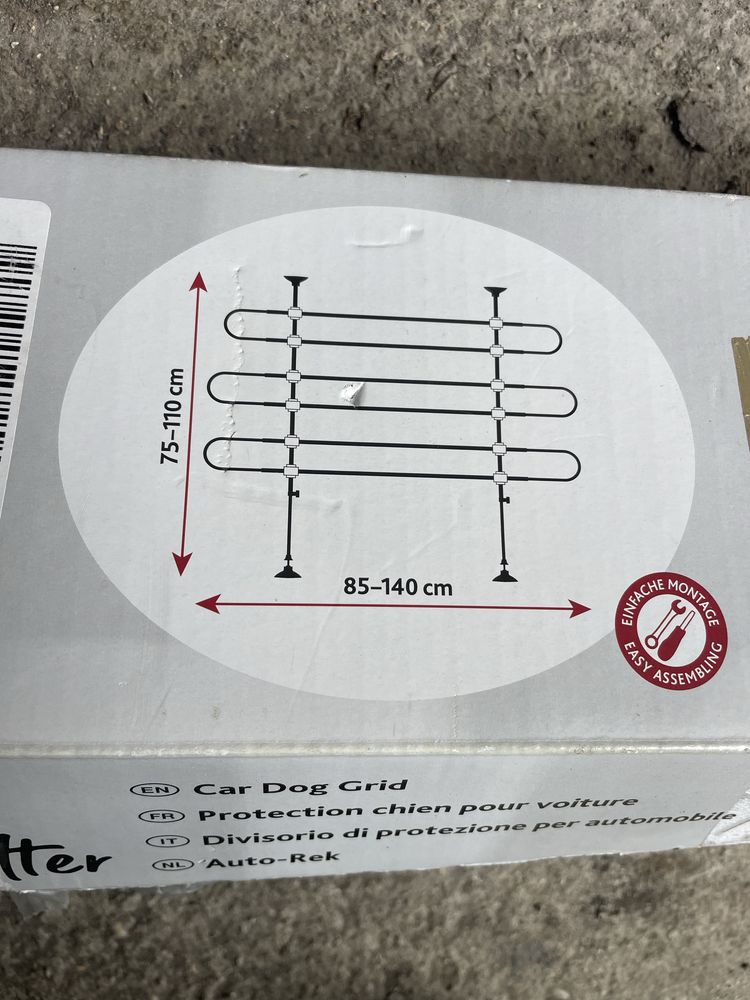 75–110 cm
85–140 cm
EINFACHE MONTAGE
EASY ASSEMBLING
EN Car Dog Grid
FR Protection chien pour voiture
IT Divisorio di protezione per automobile
NL Auto-Rek